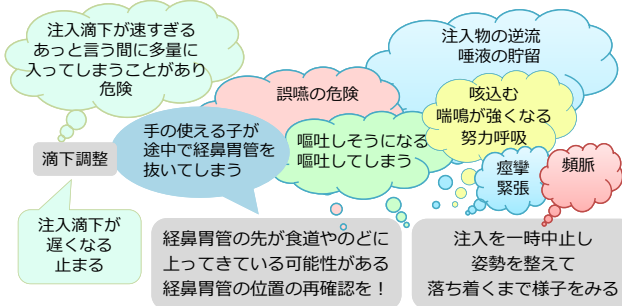 注入滴下が速すぎる
あっと言う間に多量に
入ってしまうことがあり
危険
注入物の逆流
唾液の貯留
誤嚥の危険
咳込む
喘鳴が強くなる
努力呼吸
手の使える子が
途中で経鼻胃管を
抜いてしまう
嘔吐しそうになる
嘔吐してしまう
滴下調整
痙攣
緊張
頻脈
注入滴下が
遅くなる
止まる
経鼻胃管の先が食道やのどに
上ってきている可能性がある
経鼻胃管の位置の再確認を！
注入を一時中止し
姿勢を整えて
落ち着くまで様子をみる